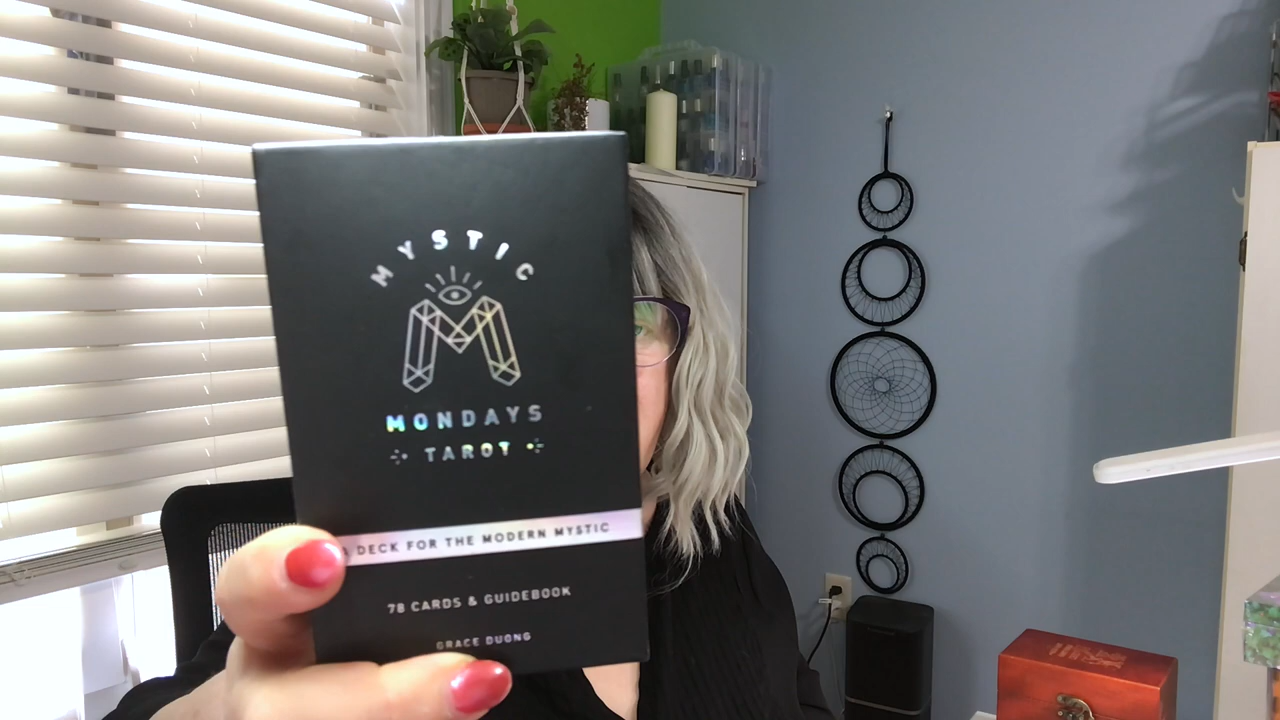 MYSTIC
M
MONDAYS
TAROT
DECK FOR THE MODERN MYSTIC
78 CARDS & GUIDEBOOK
GRACE DUONG